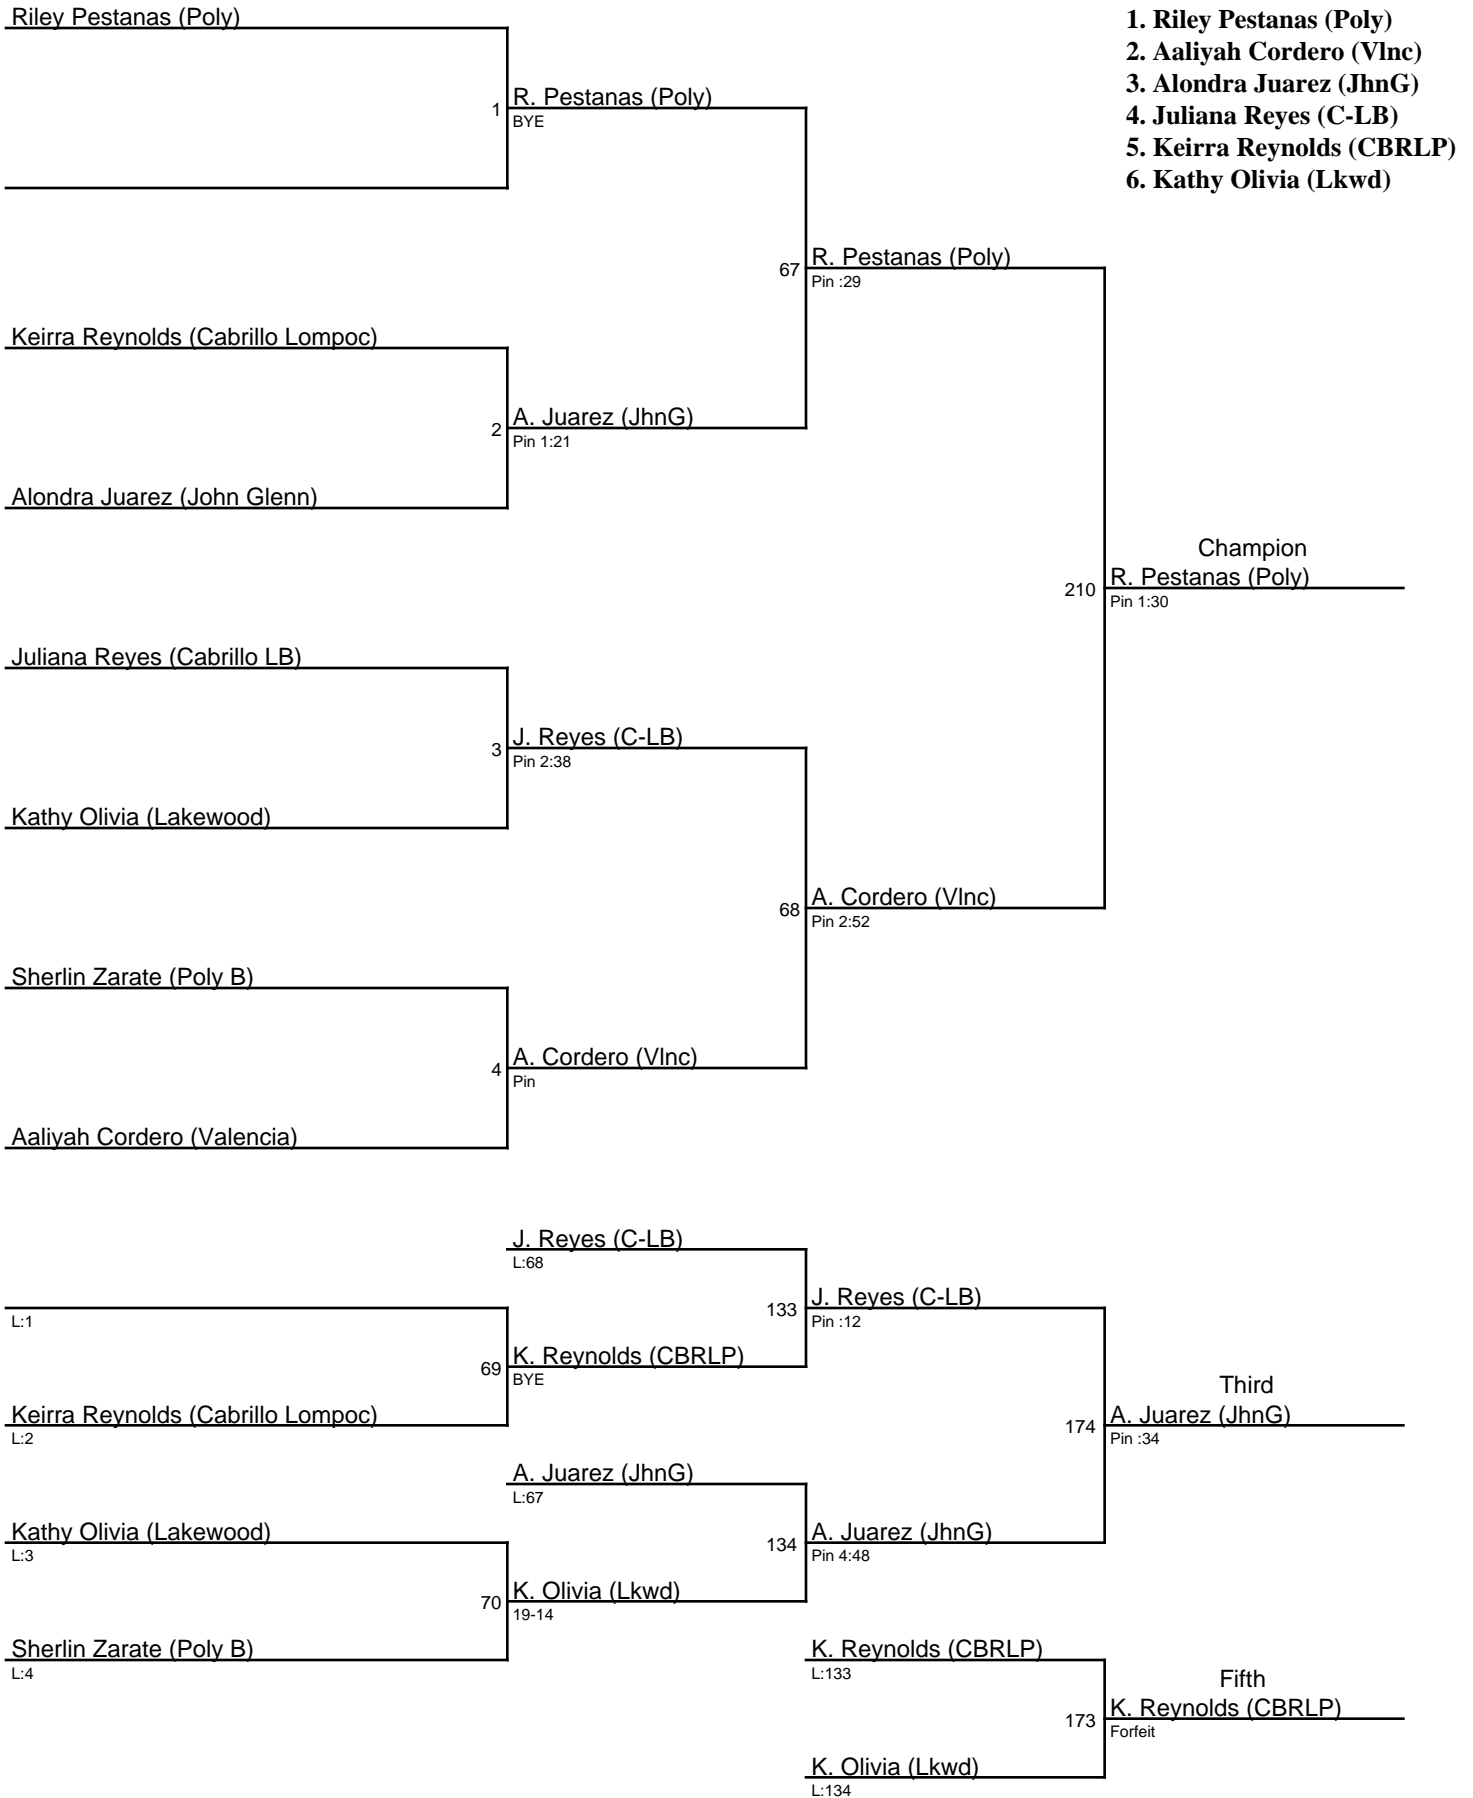 Riley Pestanas (Poly)
1. Riley Pestanas (Poly)
2. Aaliyah Cordero (Vlnc)
3. Alondra Juarez (JhnG)
4. Juliana Reyes (C-LB)
5. Keirra Reynolds (CBRLP)
6. Kathy Olivia (Lkwd)
1
R. Pestanas (Poly)
BYE
67
R. Pestanas (Poly)
Pin :29
Keirra Reynolds (Cabrillo Lompoc)
2
A. Juarez (JhnG)
Pin 1:21
Alondra Juarez (John Glenn)
Champion
210
R. Pestanas (Poly)
Pin 1:30
Juliana Reyes (Cabrillo LB)
3
J. Reyes (C-LB)
Pin 2:38
Kathy Olivia (Lakewood)
68
A. Cordero (Vlnc)
Pin 2:52
Sherlin Zarate (Poly B)
4
A. Cordero (Vlnc)
Pin
Aaliyah Cordero (Valencia)
J. Reyes (C-LB)
L:68
L:1
133
J. Reyes (C-LB)
Pin :12
69
K. Reynolds (CBRLP)
BYE
Keirra Reynolds (Cabrillo Lompoc)
L:2
Third
174
A. Juarez (JhnG)
Pin :34
A. Juarez (JhnG)
L:67
Kathy Olivia (Lakewood)
L:3
134
A. Juarez (JhnG)
Pin 4:48
70
K. Olivia (Lkwd)
19-14
Sherlin Zarate (Poly B)
L:4
K. Reynolds (CBRLP)
L:133
Fifth
173
K. Reynolds (CBRLP)
Forfeit
K. Olivia (Lkwd)
L:134